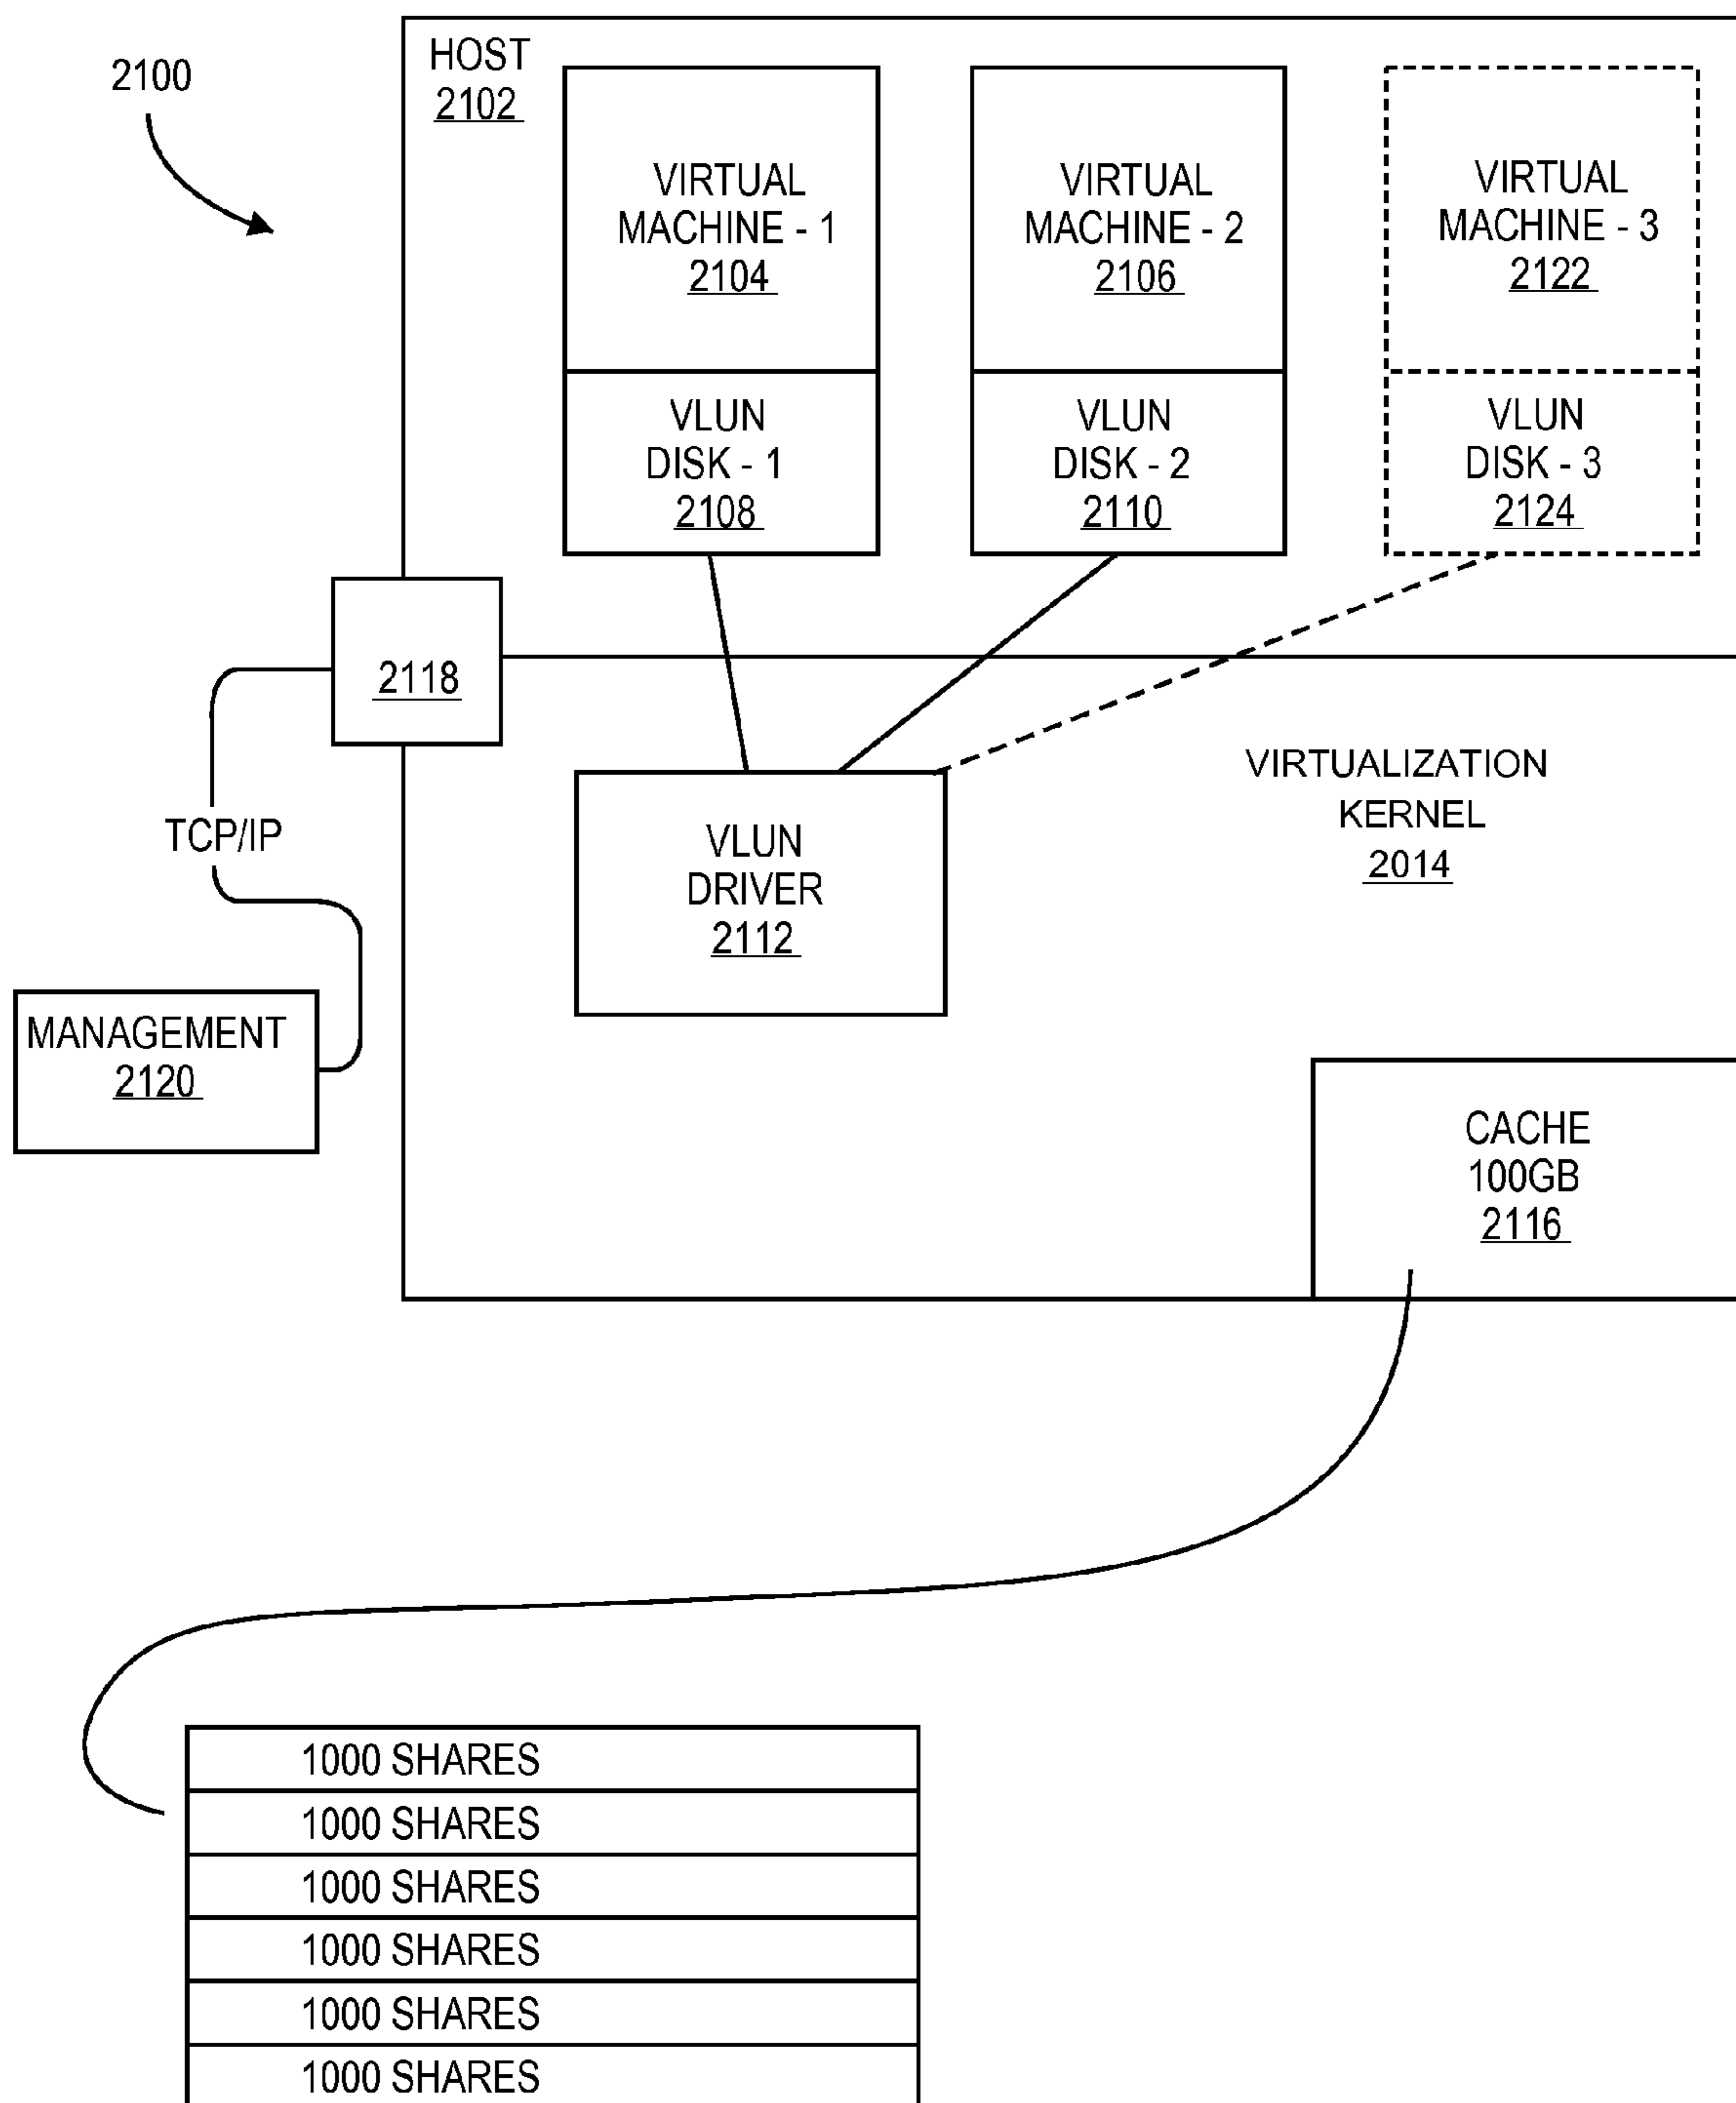 2100
HOST
2102
VIRTUAL
MACHINE - 1
2104
VLUN
DISK - 1
2108
VIRTUAL
MACHINE - 2
2106
VLUN
DISK - 2
2110
VIRTUAL
MACHINE - 3
2122
VLUN
DISK - 3
2124
2118
TCP/IP
MANAGEMENT
2120
VLUN
DRIVER
2112
VIRTUALIZATION
KERNEL
2014
CACHE
100GB
2116
1000 SHARES
1000 SHARES
1000 SHARES
1000 SHARES
1000 SHARES
1000 SHARES